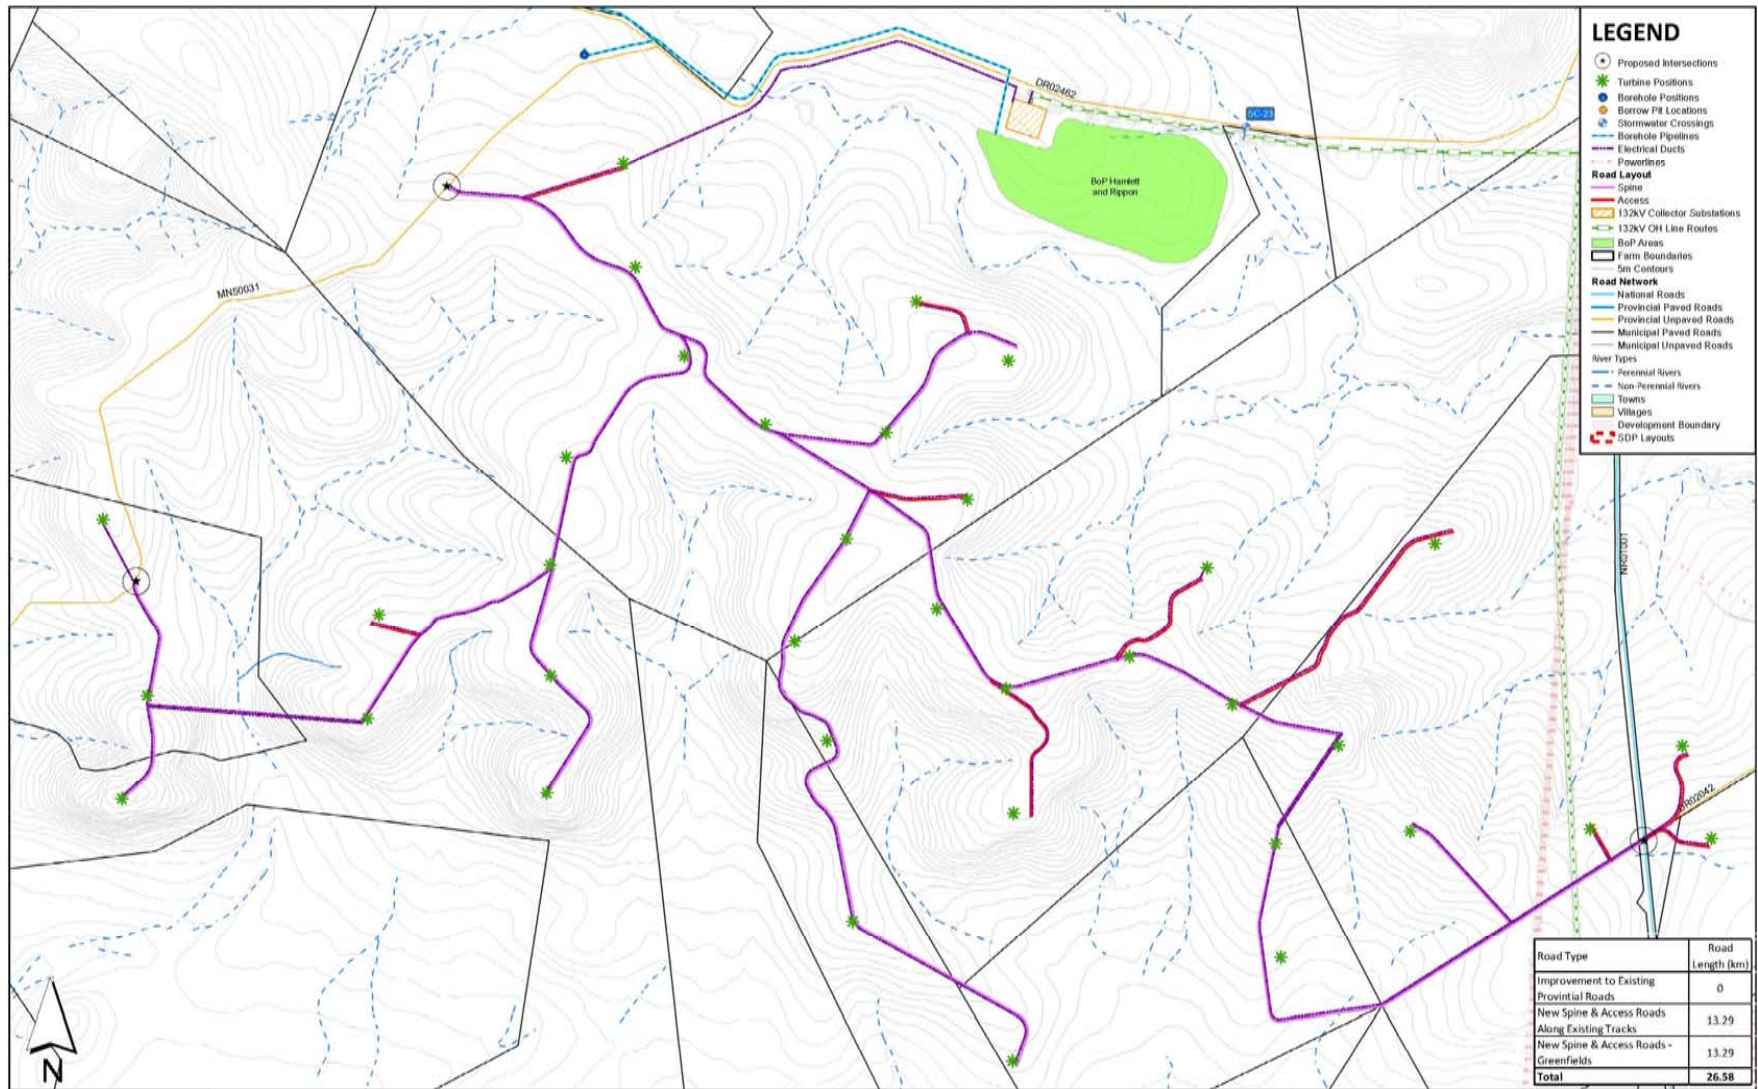 LEGEND
Proposed Intersections
Turbine Positions
Borehole Positions
Borrow Pit Locations
Stormwater Crossings
Borehole Pipelines
Electrical Ducts
Powerlines
Road Layout
Spine
Access
132kV Collector Substations
132kV OH Line Routes
BoP Areas
Farm Boundaries
5m Contours
Road Network
National Roads
Provincial Paved Roads
Provincial Unpaved Roads
Municipal Paved Roads
Municipal Unpaved Roads
River Types
Perennial Rivers
Non-Perennial Rivers
Towns
Villages
Development Boundary
SDP Layouts
DR02462
SC-23
BoP Hamlett
and Rippon
MN50031
NR01001
DR02042
Road Type
Road
Length (km)
Improvement to Existing
Provintial Roads
0
New Spine & Access Roads
Along Existing Tracks
13.29
New Spine & Access Roads -
Greenfields
13.29
Total
26.58
N